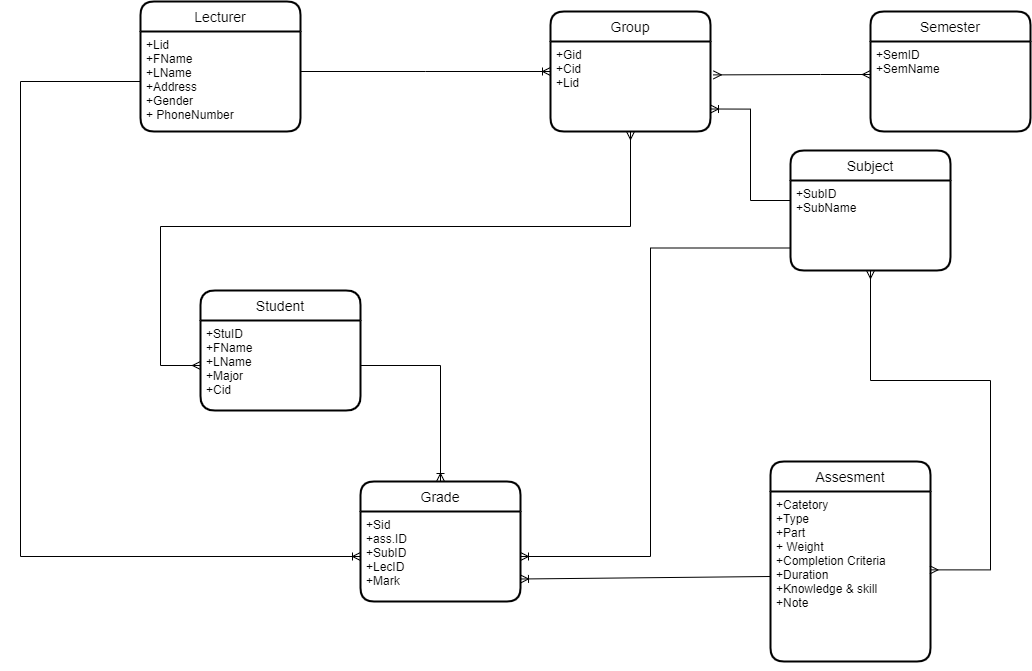 Lecturer
+Lid
+FName
+LName
+Address
+Gender
+ PhoneNumber
Group
+Gid
+Cid
+Lid
Semester
+SemID
+SemName
Subject
+SubID
+SubName
Student
+StuID
+FName
+LName
+Major
+Cid
Grade
+Sid
+ass.ID
+SubID
+LecID
+Mark
Assesment
+Catetory
+Type
+Part
+ Weight
+Completion Criteria
+Duration
+Knowledge & skill
+Note